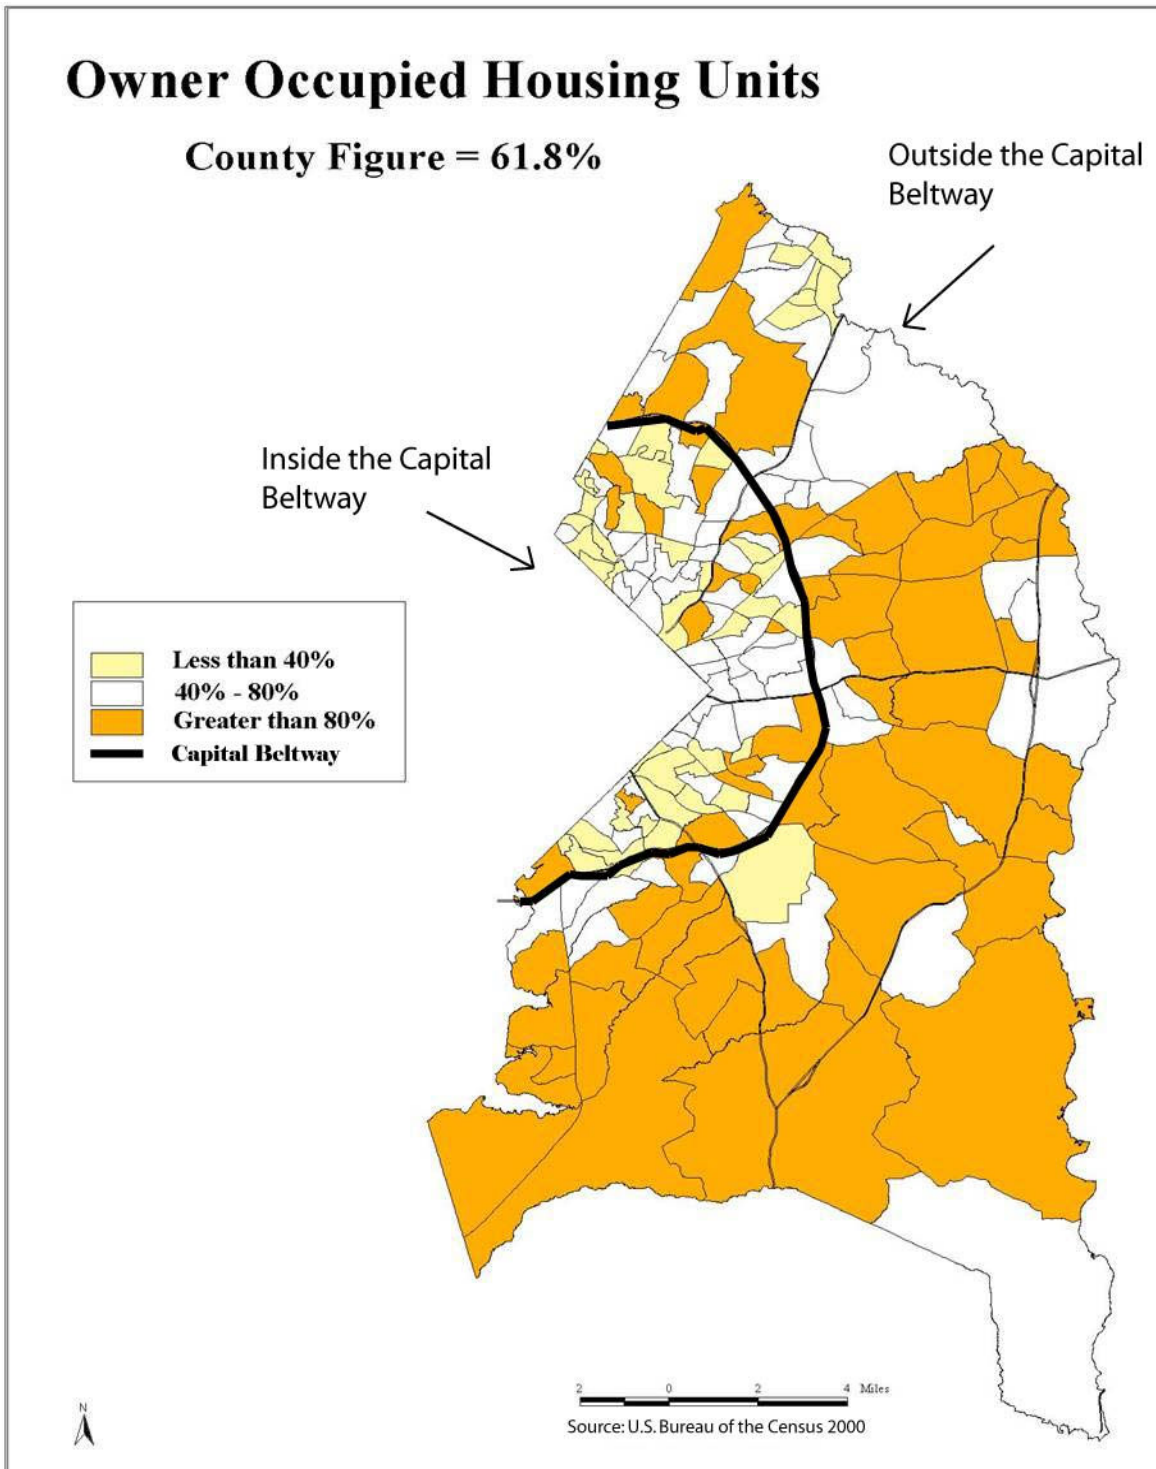 Owner Occupied Housing Units
County Figure = 61.8%
Outside the Capital
Beltway
Inside the Capital
Beltway
Less than 40%
40% - 80%
Greater than 80%
Capital Beltway
N
2 0 2 4 Miles
Source: U.S. Bureau of the Census 2000